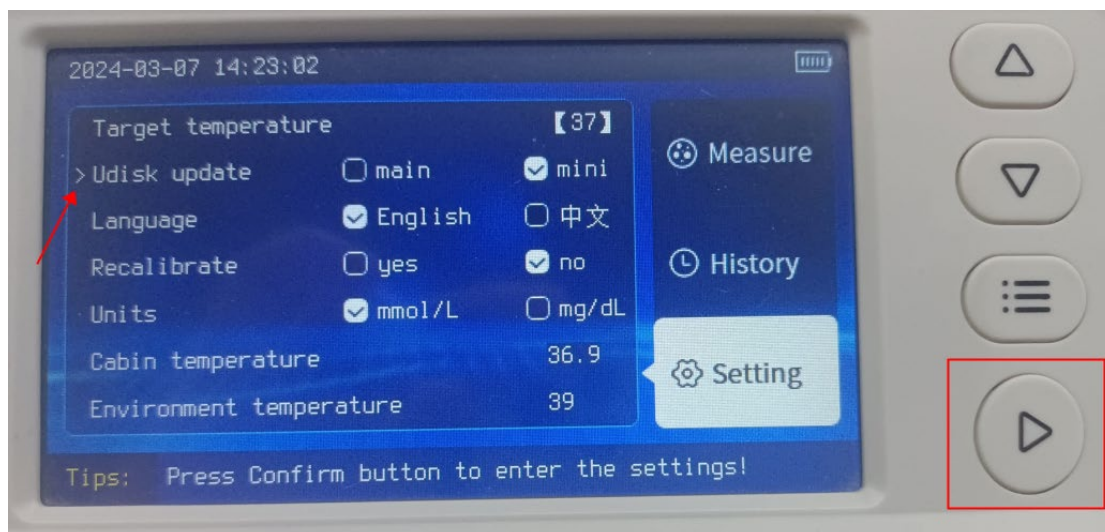 2024-03-07 14:23:02
Target temperature 【37】
>Udisk update main mini
Language English 中文
Recalibrate yes no
Units mmol/L mg/dL
Cabin temperature 36.9
Environment temperature 39
Measure
History
Setting
Tips: Press Confirm button to enter the settings!